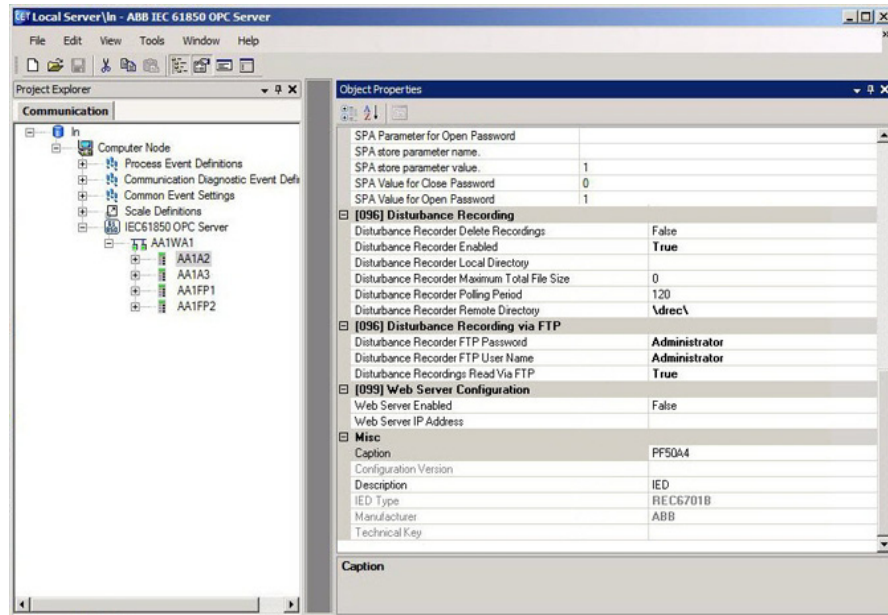 Local Server\ln - ABB IEC 61850 OPC Server
File Edit View Tools Window Help
Project Explorer
Communication
ln
Computer Node
Process Event Definitions
Communication Diagnostic Event Defi
Common Event Settings
Scale Definitions
IEC61850 OPC Server
AA1WA1
AA1A2
AA1A3
AA1FP1
AA1FP2
Object Properties
SPA Parameter for Open Password
SPA store parameter name.
SPA store parameter value. 1
SPA Value for Close Password 0
SPA Value for Open Password 1
[096] Disturbance Recording
Disturbance Recorder Delete Recordings False
Disturbance Recorder Enabled True
Disturbance Recorder Local Directory
Disturbance Recorder Maximum Total File Size 0
Disturbance Recorder Polling Period 120
Disturbance Recorder Remote Directory \drec\
[096] Disturbance Recording via FTP
Disturbance Recorder FTP Password Administrator
Disturbance Recorder FTP User Name Administrator
Disturbance Recordings Read Via FTP True
[099] Web Server Configuration
Web Server Enabled False
Web Server IP Address
Misc
Caption PF50A4
Configuration Version
Description IED
IED Type REC6701B
Manufacturer ABB
Technical Key
Caption